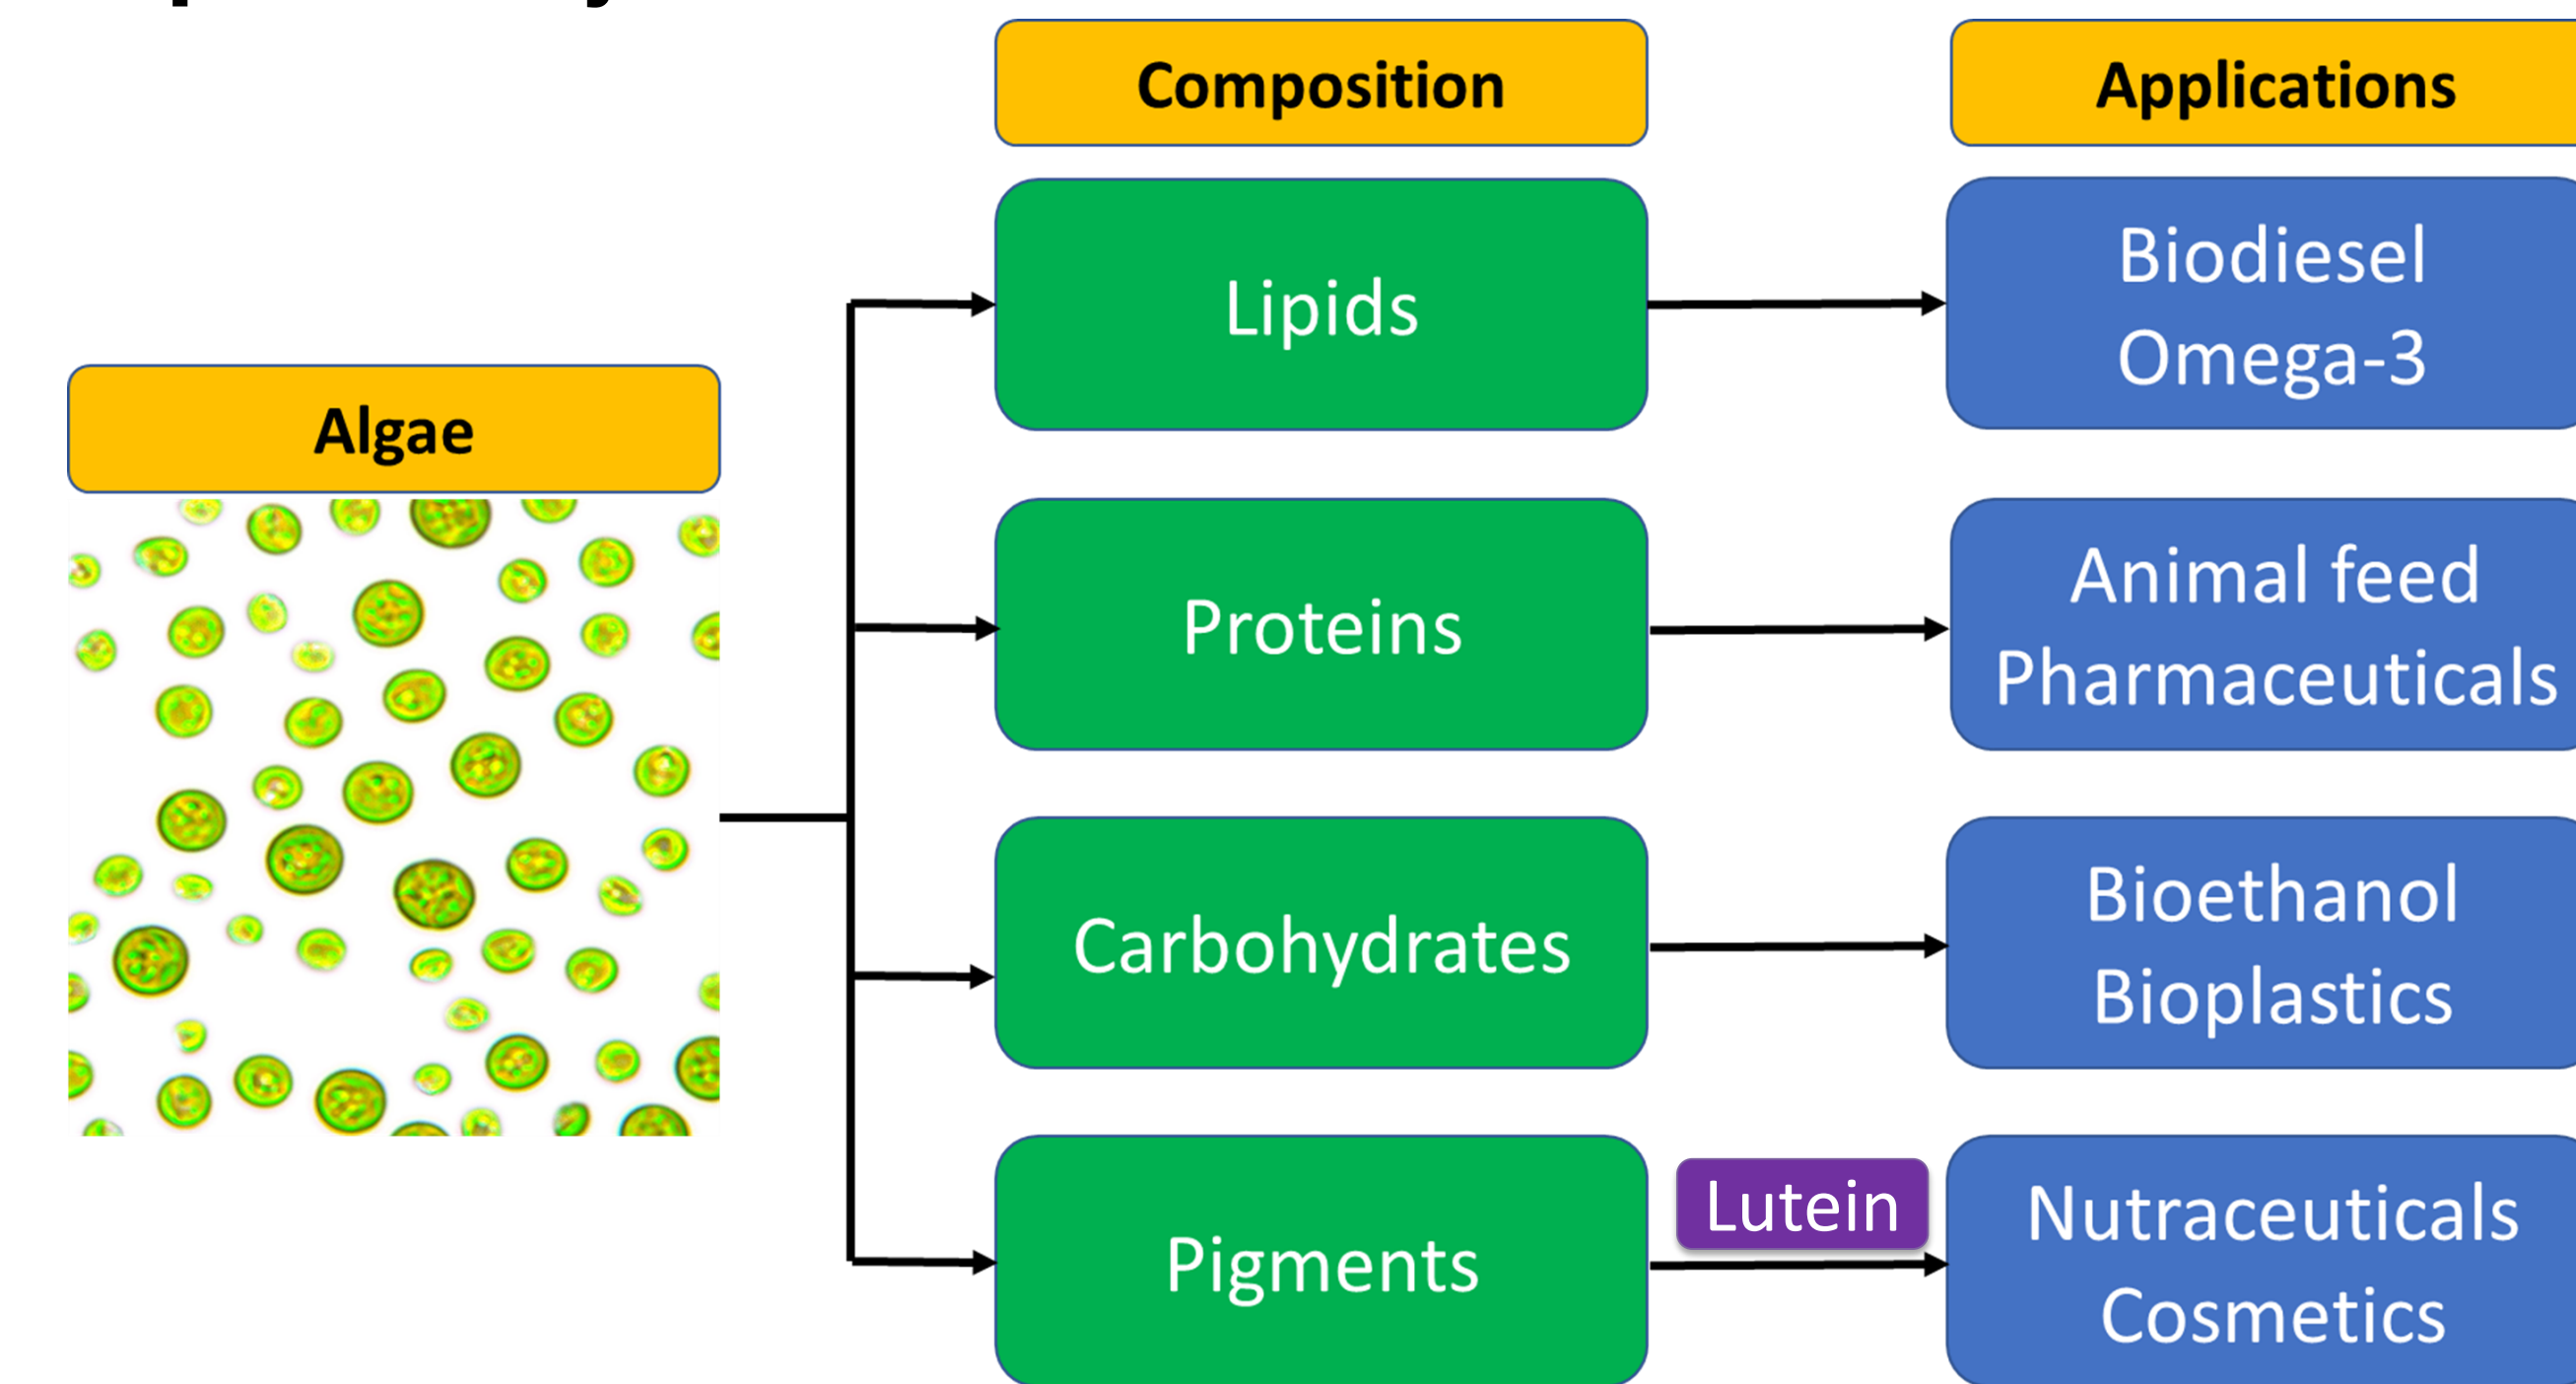 Composition
Applications
Algae
Lipids
Biodiesel
Omega-3
Proteins
Animal feed
Pharmaceuticals
Carbohydrates
Bioethanol
Bioplastics
Pigments
Lutein
Nutraceuticals
Cosmetics